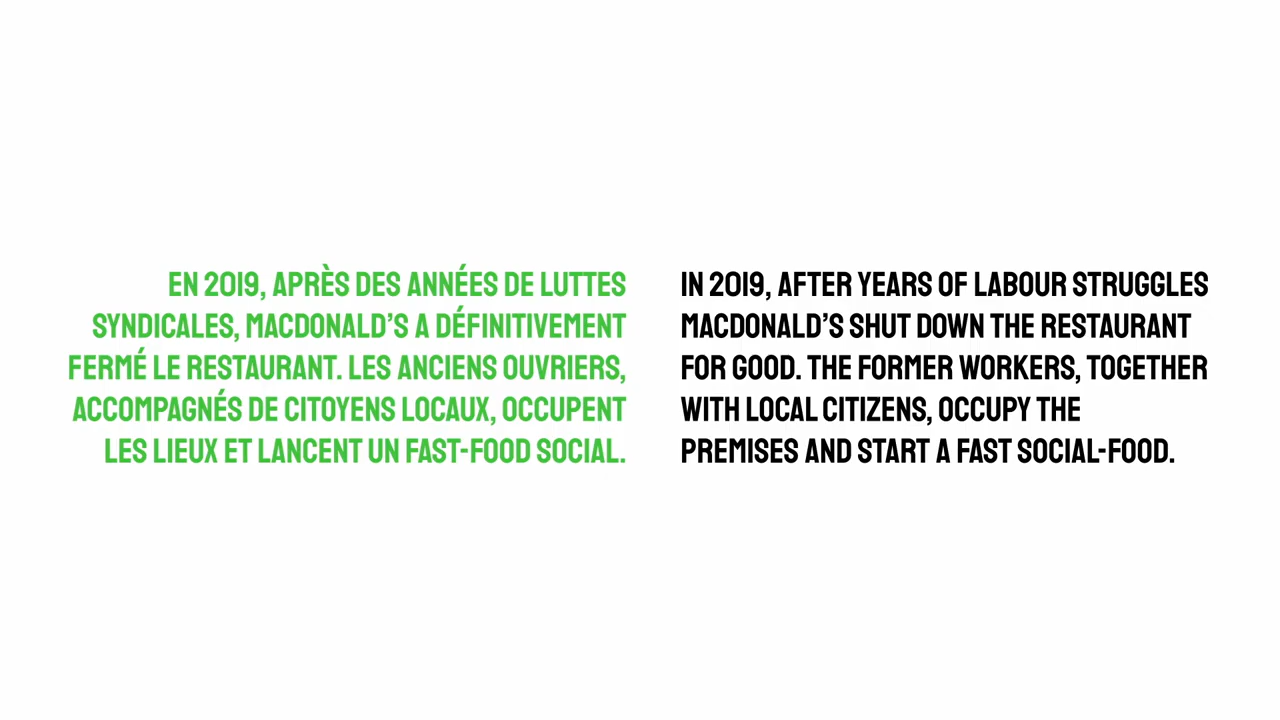 EN 2019, APRÈS DES ANNÉES DE LUTTES
SYNDICALES, MACDONALD’S A DÉFINITIVEMENT
FERMÉ LE RESTAURANT. LES ANCIENS OUVRIERS,
ACCOMPAGNÉS DE CITOYENS LOCAUX, OCCUPENT
LES LIEUX ET LANCENT UN FAST-FOOD SOCIAL.
IN 2019, AFTER YEARS OF LABOUR STRUGGLES
MACDONALD’S SHUT DOWN THE RESTAURANT
FOR GOOD. THE FORMER WORKERS, TOGETHER
WITH LOCAL CITIZENS, OCCUPY THE
PREMISES AND START A FAST SOCIAL-FOOD.